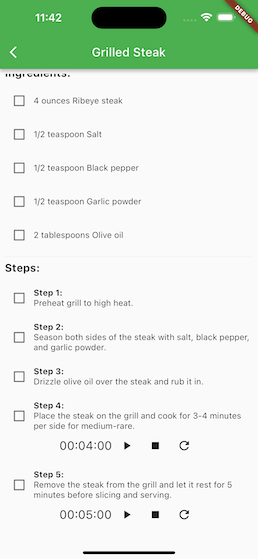 11:42
DEBUG
Grilled Steak
Ingredients:
4 ounces Ribeye steak
1/2 teaspoon Salt
1/2 teaspoon Black pepper
1/2 teaspoon Garlic powder
2 tablespoons Olive oil
Steps:
Step 1:
Preheat grill to high heat.
Step 2:
Season both sides of the steak with salt, black pepper,
and garlic powder.
Step 3:
Drizzle olive oil over the steak and rub it in.
Step 4:
Place the steak on the grill and cook for 3-4 minutes
per side for medium-rare.
00:04:00
Step 5:
Remove the steak from the grill and let it rest for 5
minutes before slicing and serving.
00:05:00